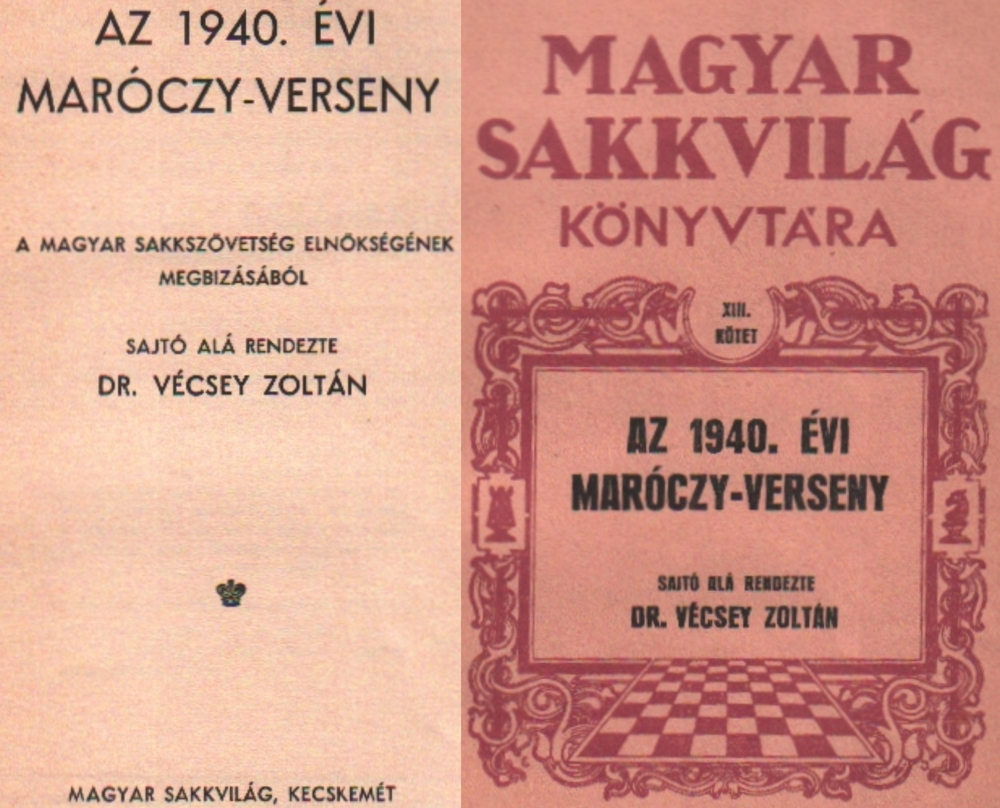 AZ 1940. ÉVI
MARÓCZY-VERSENY
A MAGYAR SAKKSZÖVETSÉG ELNÖKSÉGÉNEK
MEGBIZÁSÁBÓL
SAJTÓ ALÁ RENDEZTE
DR. VÉCSEY ZOLTÁN
MAGYAR SAKKVILÁG, KECSKEMÉT
MAGYAR
SAKKVILÁG
KÖNYVTÁRA
XIII.
KÖTET
AZ 1940. ÉVI
MARÓCZY-VERSENY
SAJTÓ ALÁ RENDEZTE
DR. VÉCSEY ZOLTÁN